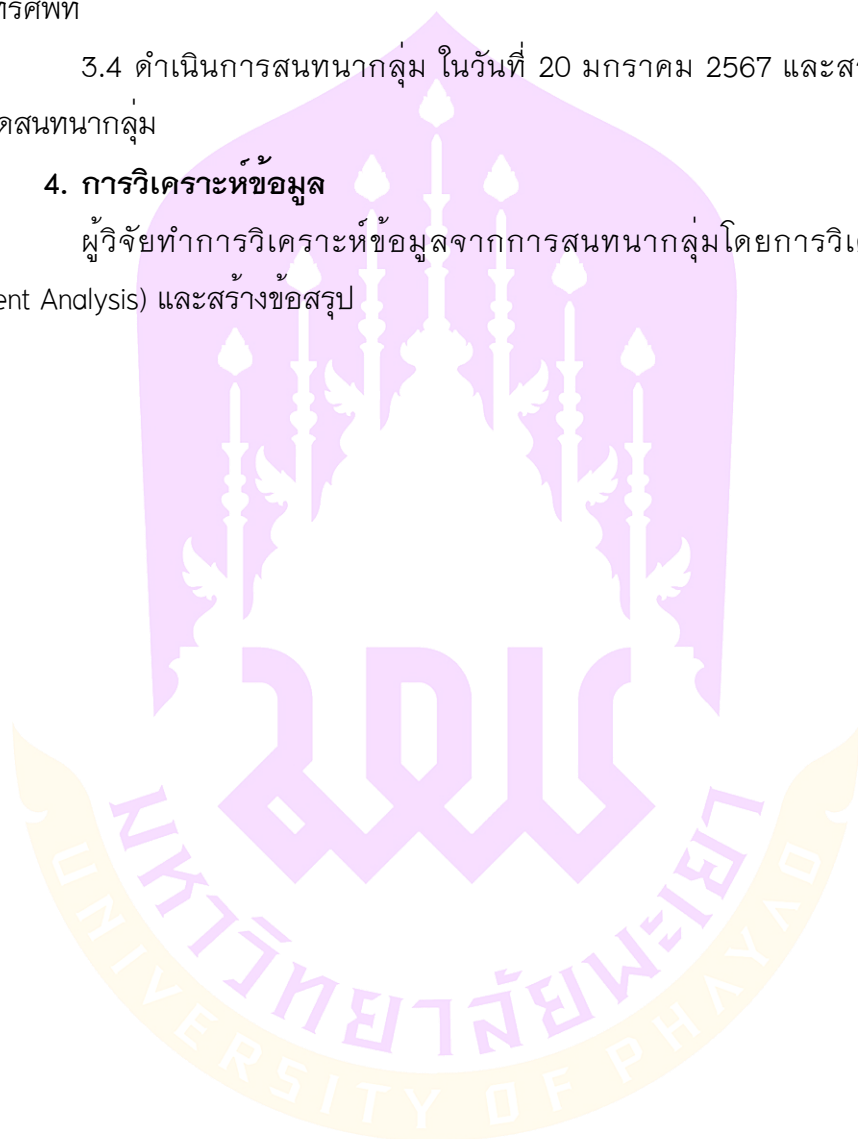 3.4 ดำเนินการสนทนากลุ่ม ในวันที่ 20 มกราคม 2567 และ
สนทนากลุ่ม
4. การวิเคราะห์ข้อมูล
ผู้วิจัยทำการวิเคราะห์ข้อมูลจากการสนทนากลุ่มโดยการ
Analysis) และสร้างข้อสรุป
มหาวิทยาลัยพะเยา
UNIVERSITY OF PHAYAO